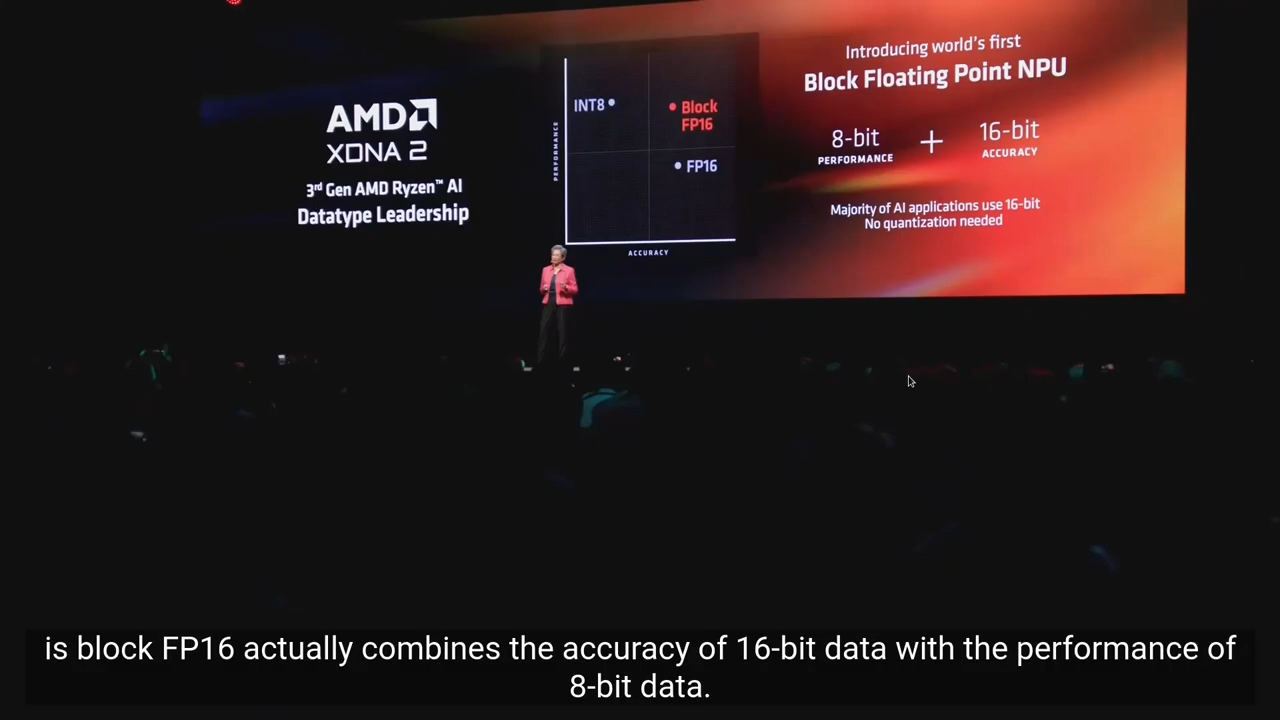 AMD
XDNA 2
3rd Gen AMD Ryzen™ AI
Datatype Leadership
PERFORMANCE
INT8
Block
FP16
FP16
ACCURACY
Introducing world's first
Block Floating Point NPU
8-bit
PERFORMANCE
+
16-bit
ACCURACY
Majority of AI applications use 16-bit
No quantization needed
is block FP16 actually combines the accuracy of 16-bit data with the performance of
8-bit data.